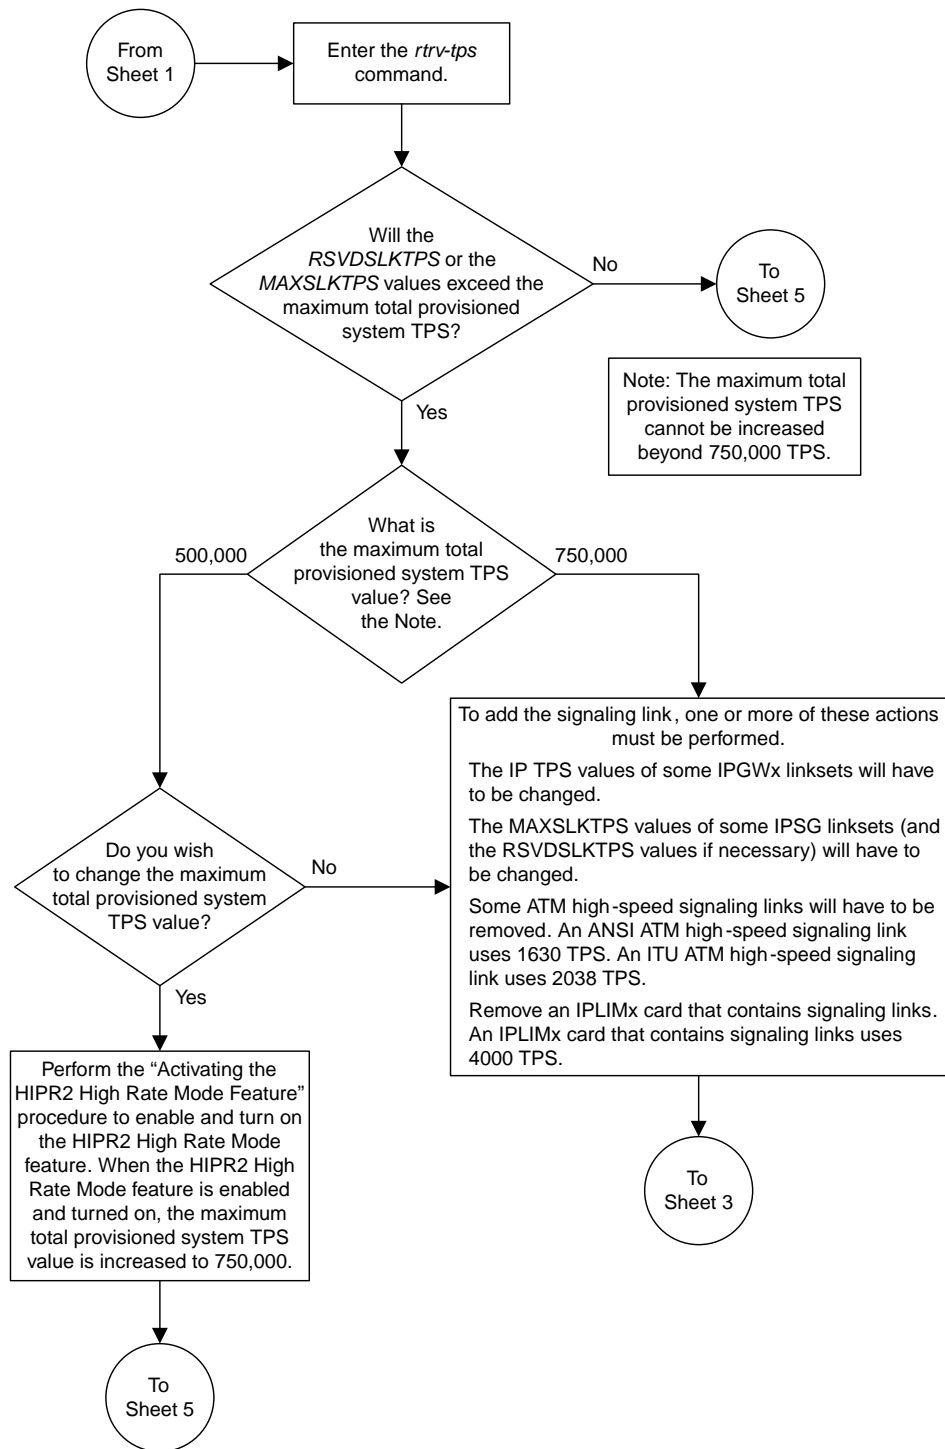 From
Sheet 1
Enter the rtrv-tps
command.
Will the
RSVDSLKTPS or the
MAXSLKTPS values exceed the
maximum total provisioned
system TPS?
No
To
Sheet 5
Note: The maximum total
provisioned system TPS
cannot be increased
beyond 750,000 TPS.
Yes
What is
the maximum total
provisioned system TPS
value? See
the Note.
500,000
750,000
To add the signaling link, one or more of these actions
must be performed.
The IP TPS values of some IPGWx linksets will have
to be changed.
The MAXSLKTPS values of some IPSG linksets (and
the RSVDSLKTPS values if necessary) will have to
be changed.
Some ATM high-speed signaling links will have to be
removed. An ANSI ATM high-speed signaling link
uses 1630 TPS. An ITU ATM high-speed signaling
link uses 2038 TPS.
Remove an IPLIMx card that contains signaling links.
An IPLIMx card that contains signaling links uses
4000 TPS.
Do you wish
to change the maximum
total provisioned system
TPS value?
No
Yes
Perform the “Activating the
HIPR2 High Rate Mode Feature”
procedure to enable and turn on
the HIPR2 High Rate Mode
feature. When the HIPR2 High
Rate Mode feature is enabled
and turned on, the maximum
total provisioned system TPS
value is increased to 750,000.
To
Sheet 3
To
Sheet 5